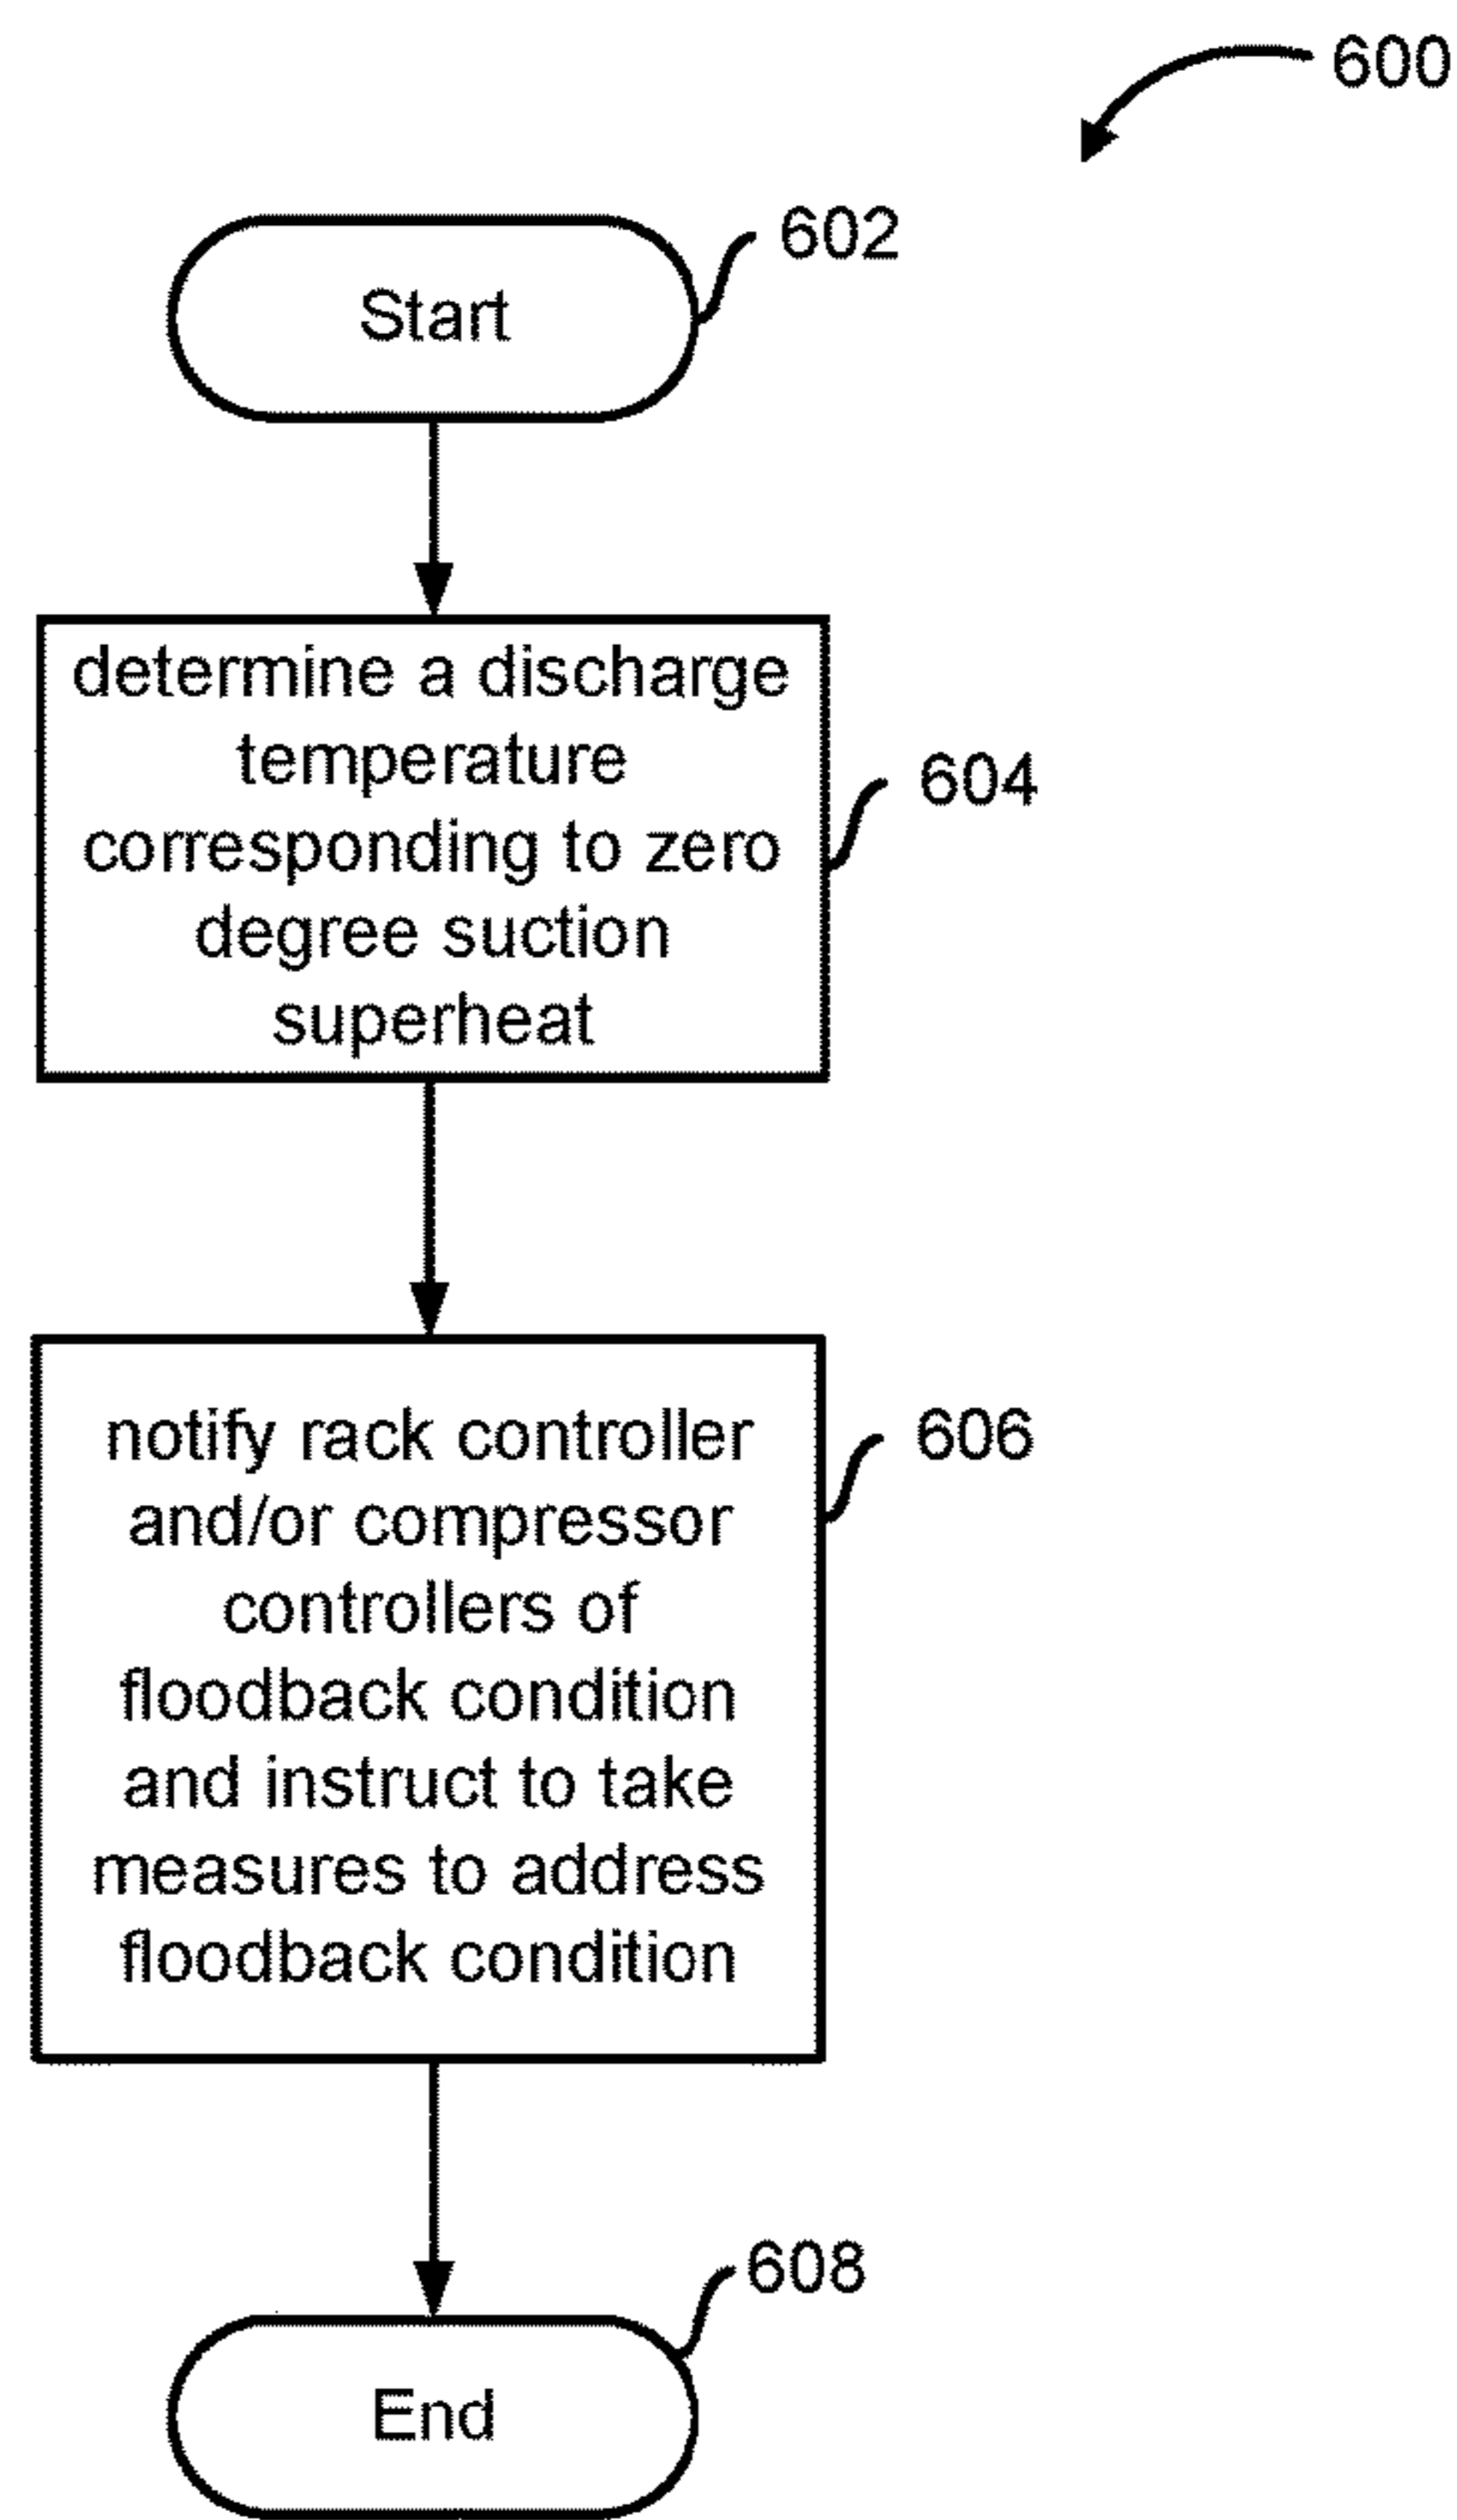 600
602
Start
determine a discharge
temperature
corresponding to zero
degree suction
superheat
604
notify rack controller
and/or compressor
controllers of
floodback condition
and instruct to take
measures to address
floodback condition
606
608
End